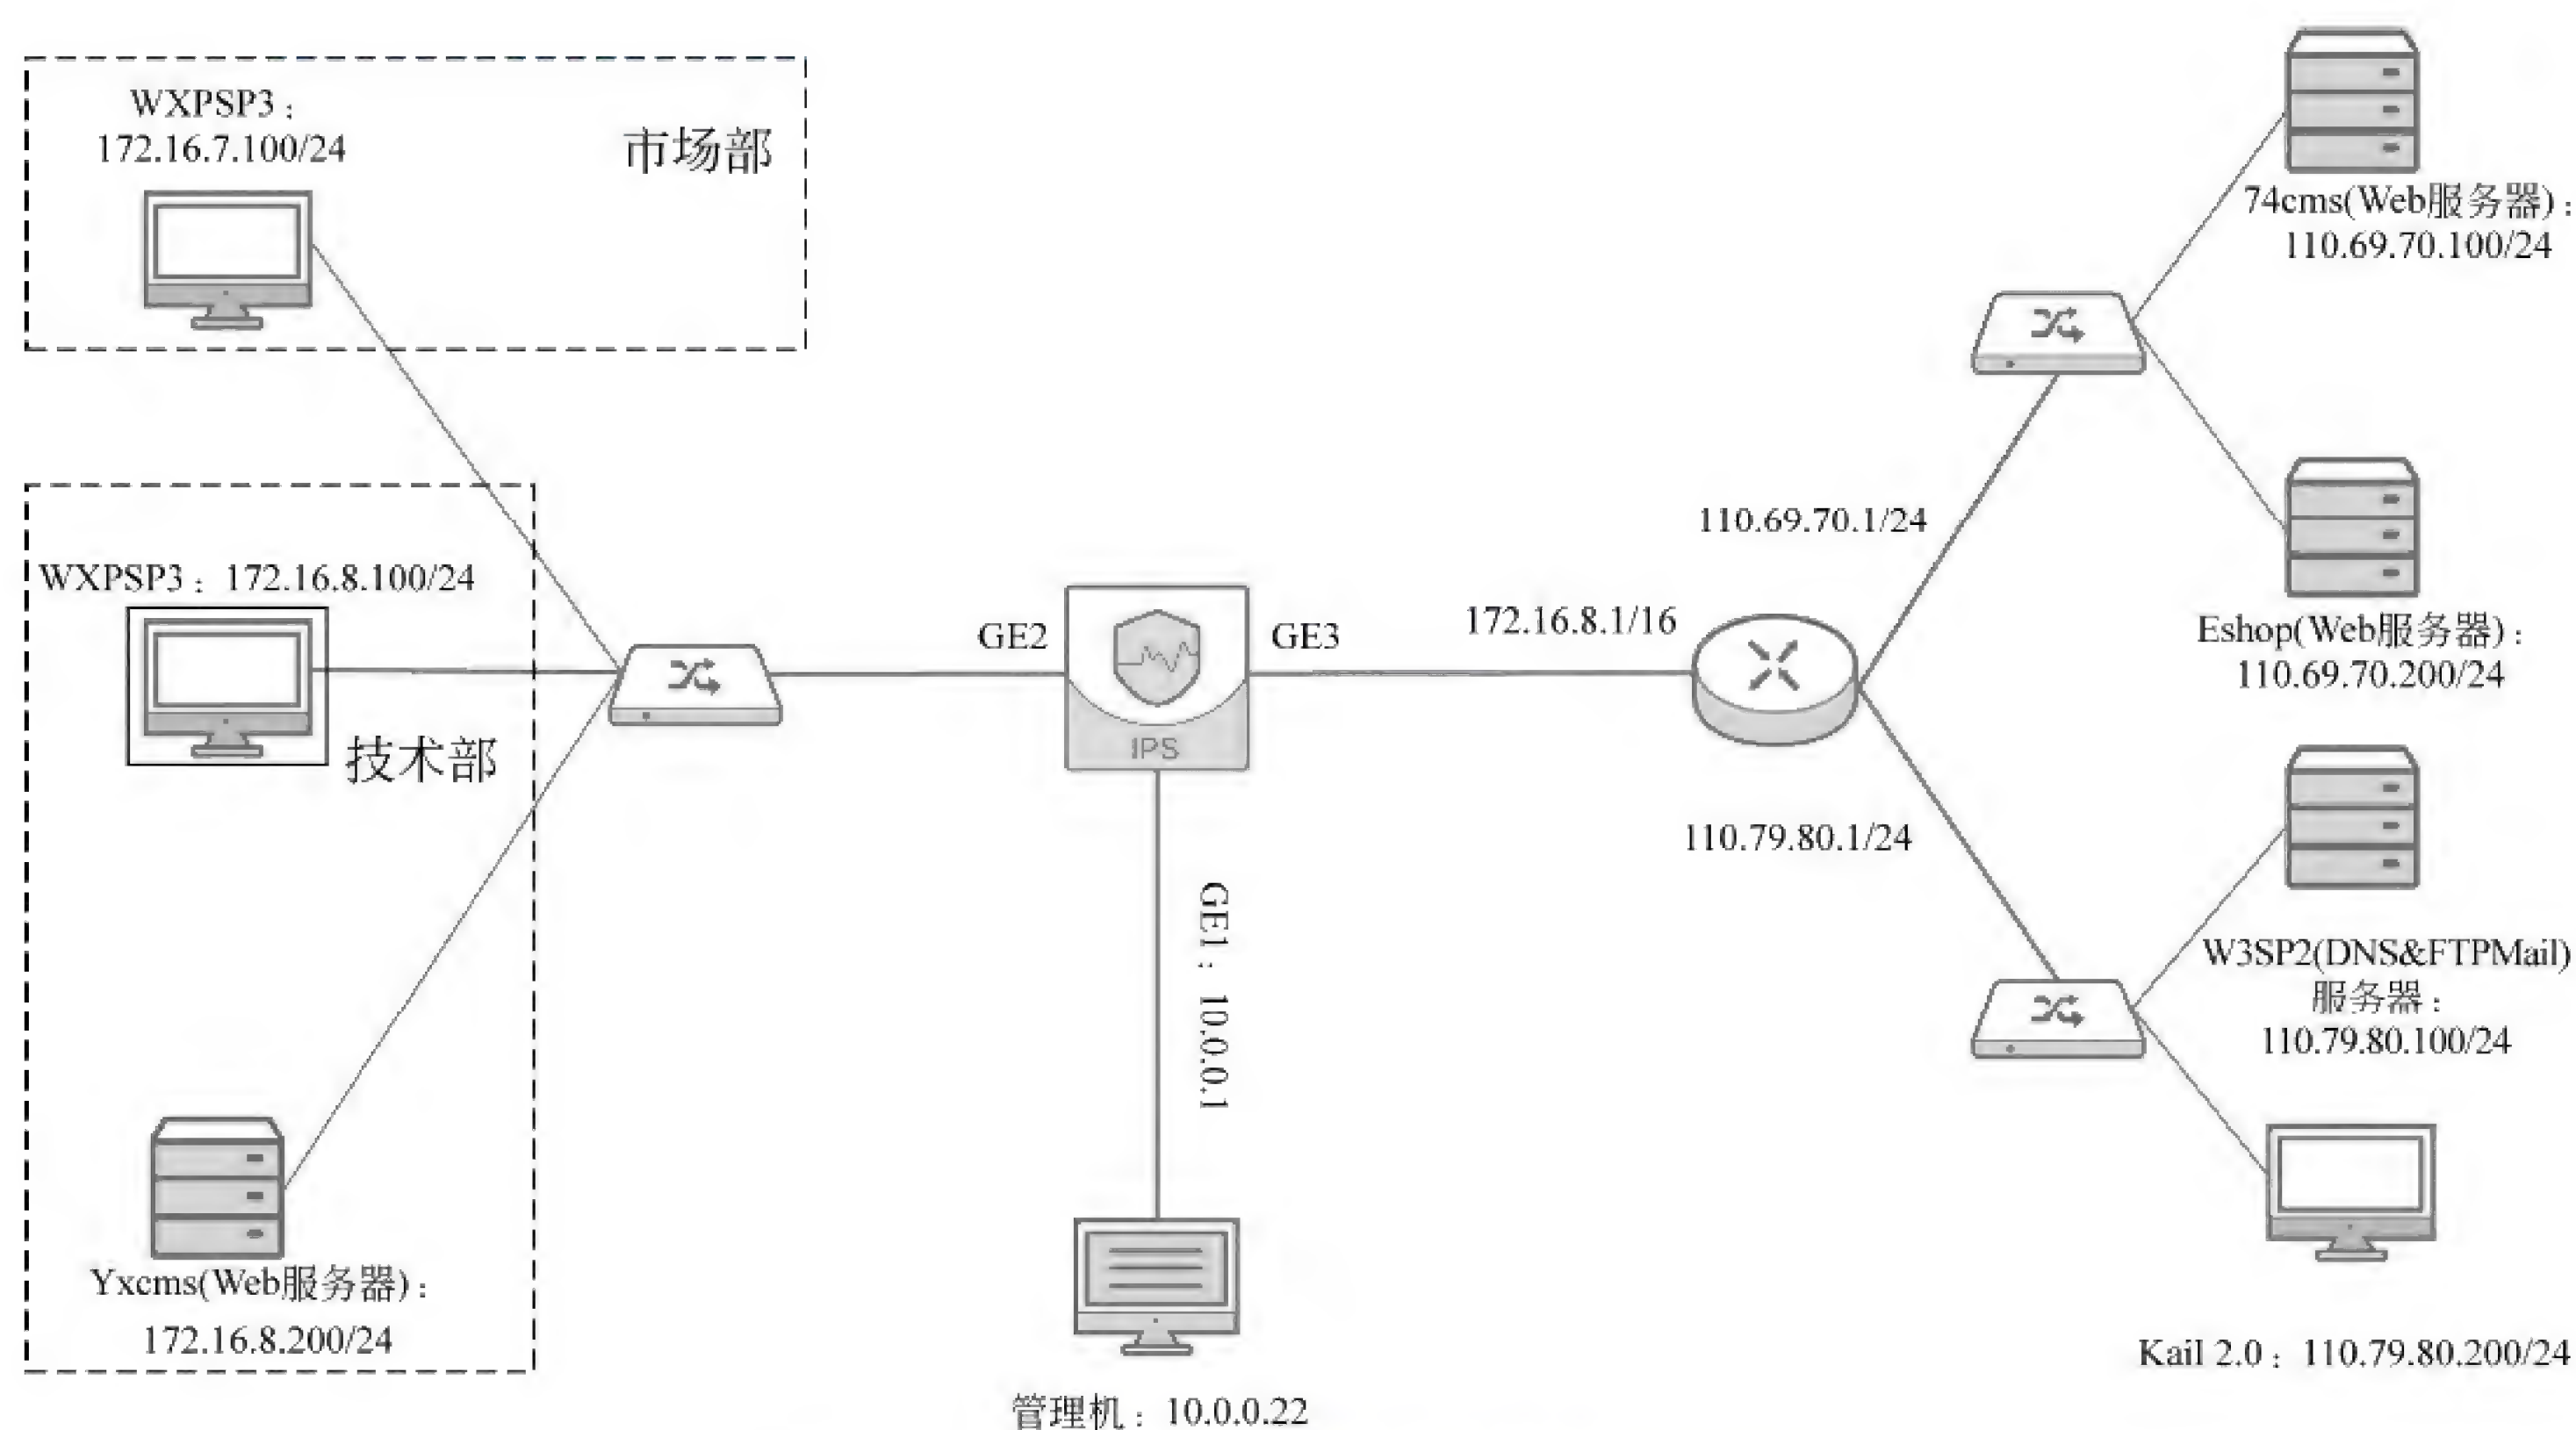 WXPSP3：
172.16.7.100/24
市场部
WXPSP3：172.16.8.100/24
技术部
Yxcms(Web服务器)：
172.16.8.200/24
GE2
IPS
GE3
GE1：10.0.0.1
管理机：10.0.0.22
172.16.8.1/16
110.69.70.1/24
110.79.80.1/24
74cms(Web服务器)：
110.69.70.100/24
Eshop(Web服务器)：
110.69.70.200/24
W3SP2(DNS&FTPMail)
服务器：
110.79.80.100/24
Kail 2.0：110.79.80.200/24